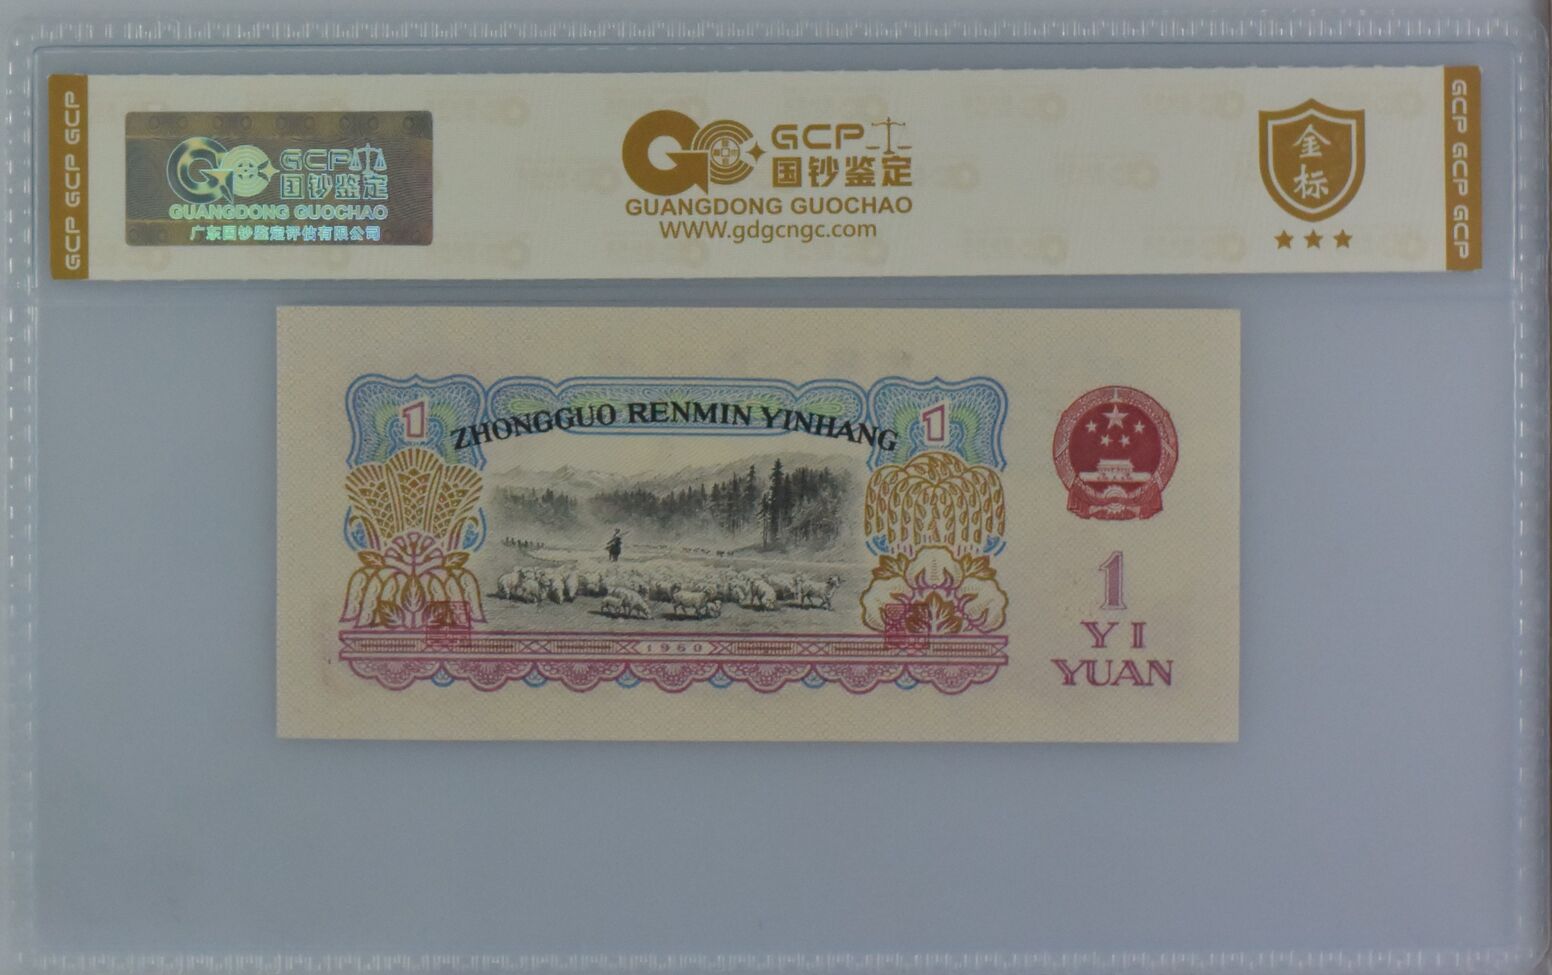 GCP GCP GCP
GCP
国钞鉴定
GUANGDONG GUOCHAO
广东国钞鉴定评估有限公司
GCP
国钞鉴定
GUANGDONG GUOCHAO
WWW.gdgcngc.com
金标
GCP GCP GCP
1
ZHONGGUO RENMIN YINHANG
1
1960
1
YI
YUAN